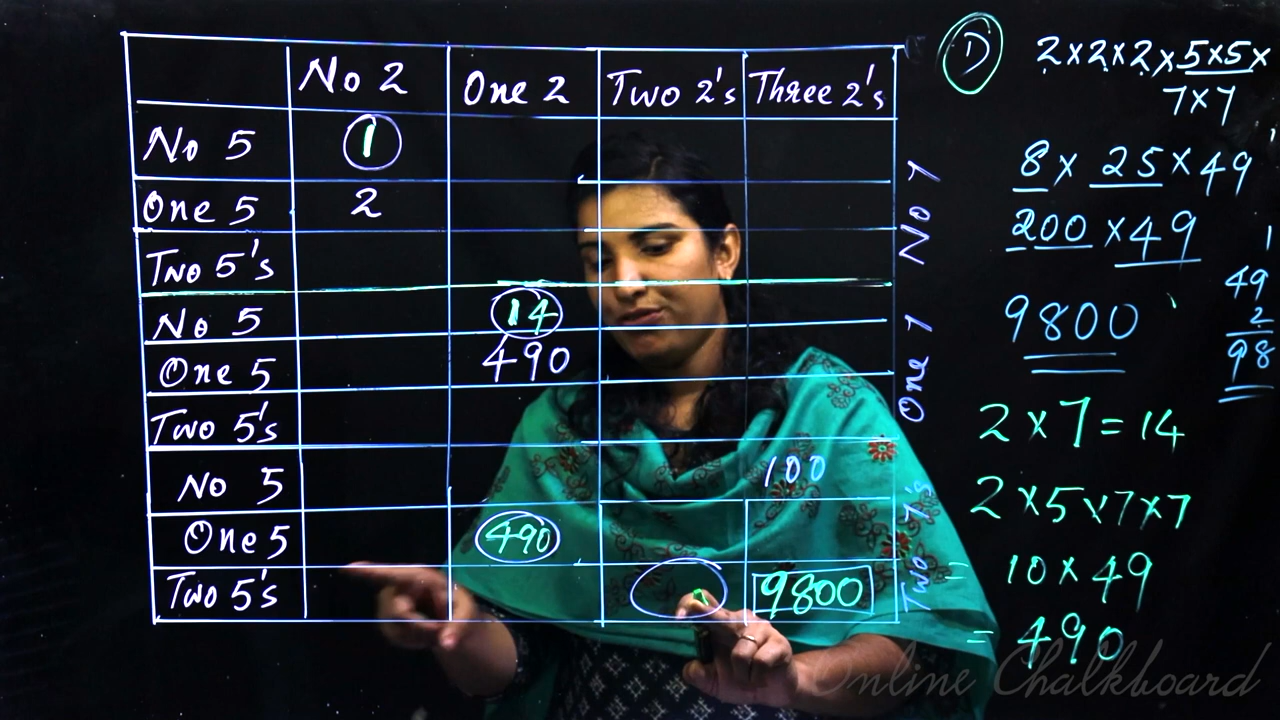 No 2 One 2 Two 2's Three 2's
No 5 1
One 5 2
Two 5's
No 5 14
One 5 490
Two 5's
No 5 100
One 5 490
Two 5's 9800
No 7
One 7
Two 7's
1) 2×2×2×5×5×
7×7
8× 25×49
200×49
9800
1
49
2
98
2×7=14
2×5×7×7
= 10×49
= 490
Online Chalkboard